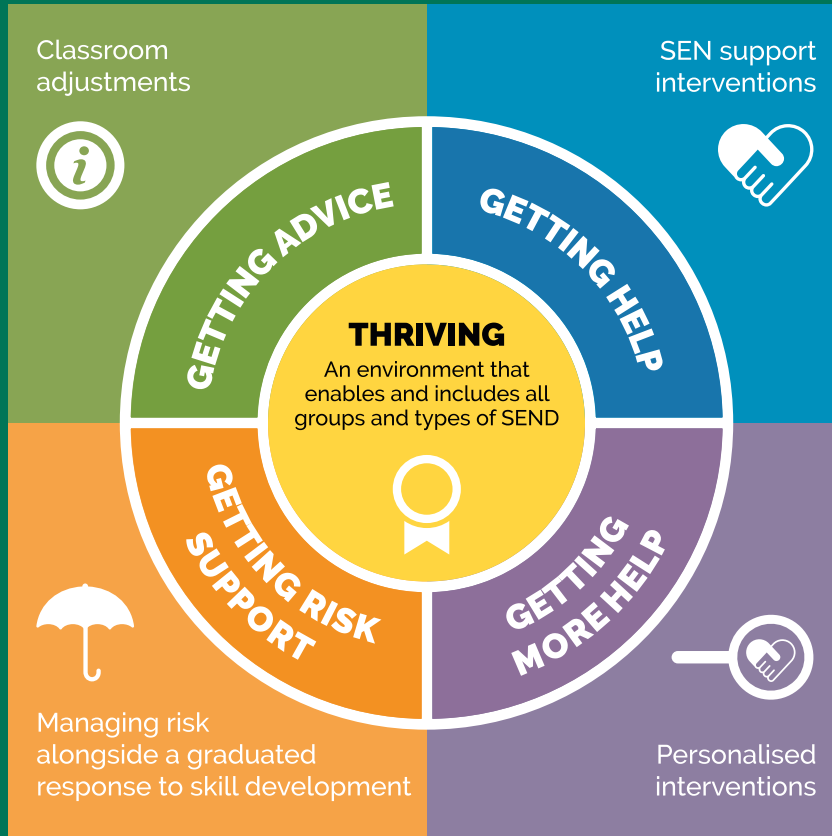 Classroom
adjustments
SEN support
interventions
GETTING ADVICE
GETTING HELP
THRIVING
An environment that
enables and includes all
groups and types of SEND
GETTING RISK
SUPPORT
GETTING
MORE HELP
Managing risk
alongside a graduated
response to skill development
Personalised
interventions